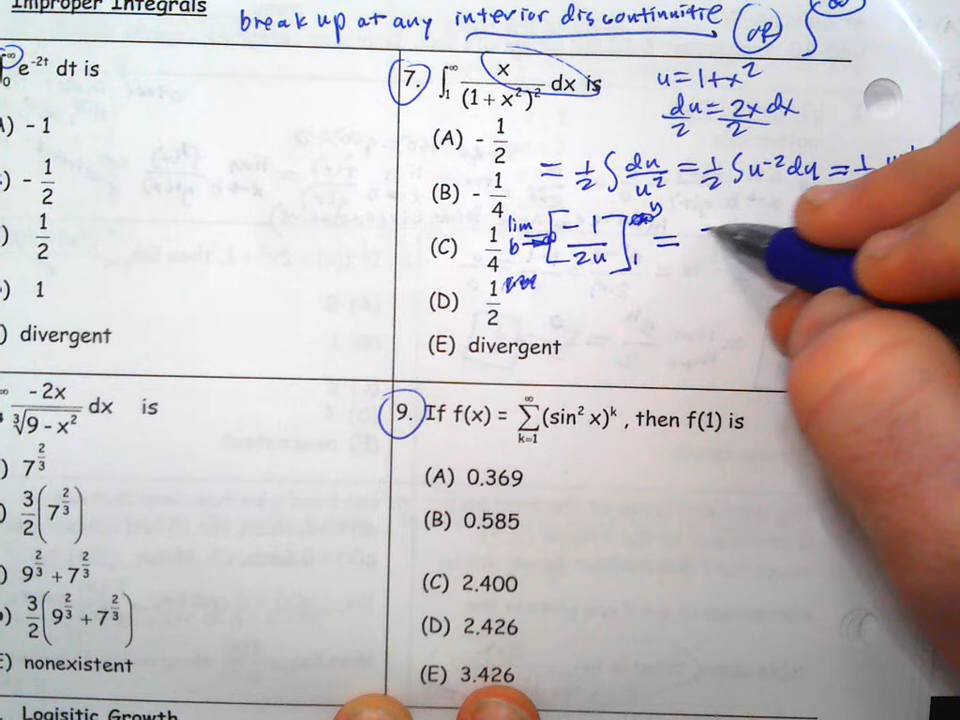 Improper Integrals
break up at any interior discontinuitie or ∫^∞
∫_0^∞ e^{-2t} dt is
A) - 1
) - 1/2
) 1/2
) 1
) divergent
7. ∫_1^∞ x/(1 + x²)² dx is
u = 1 + x²
du/2 = 2x dx/2
(A) - 1/2
= 1/2 ∫ du/u² = 1/2 ∫ u^{-2} du = 1
(B) - 1/4
lim b [ -1/2u ]_1 = -
(C) 1/4
(D) 1/2
(E) divergent
-2x/∛(9 - x²) dx is
) 7^{2/3}
) 3/2 (7^{2/3})
) 9^{2/3} + 7^{2/3}
) 3/2 (9^{2/3} + 7^{2/3})
E) nonexistent
9. If f(x) = ∑_{k=1}^∞ (sin² x)^k , then f(1) is
(A) 0.369
(B) 0.585
(C) 2.400
(D) 2.426
(E) 3.426
Logisitic Growth